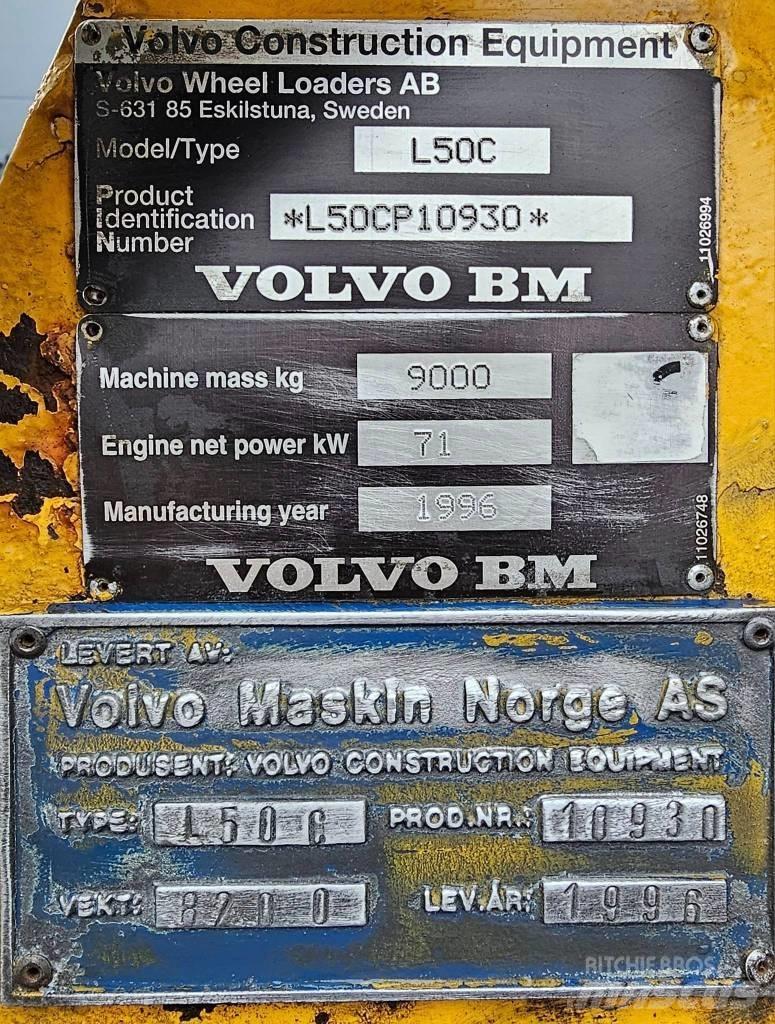 Volvo Construction Equipment
Volvo Wheel Loaders AB
S-631 85 Eskilstuna, Sweden
Model/Type L50C
Product
Identification
Number
*L50CP10930*
11026994
VOLVO BM
Machine mass kg 9000
Engine net power kW 71
Manufacturing year 1996
11026748
VOLVO BM
LEVERT AV:
Volvo Maskin Norge AS
PRODUSENT: VOLVO CONSTRUCTION EQUIPMENT
TYPE: L50C PROD.NR.: 10930
VEKT: LEV.ÅR: 1996
RITCHIE BROS